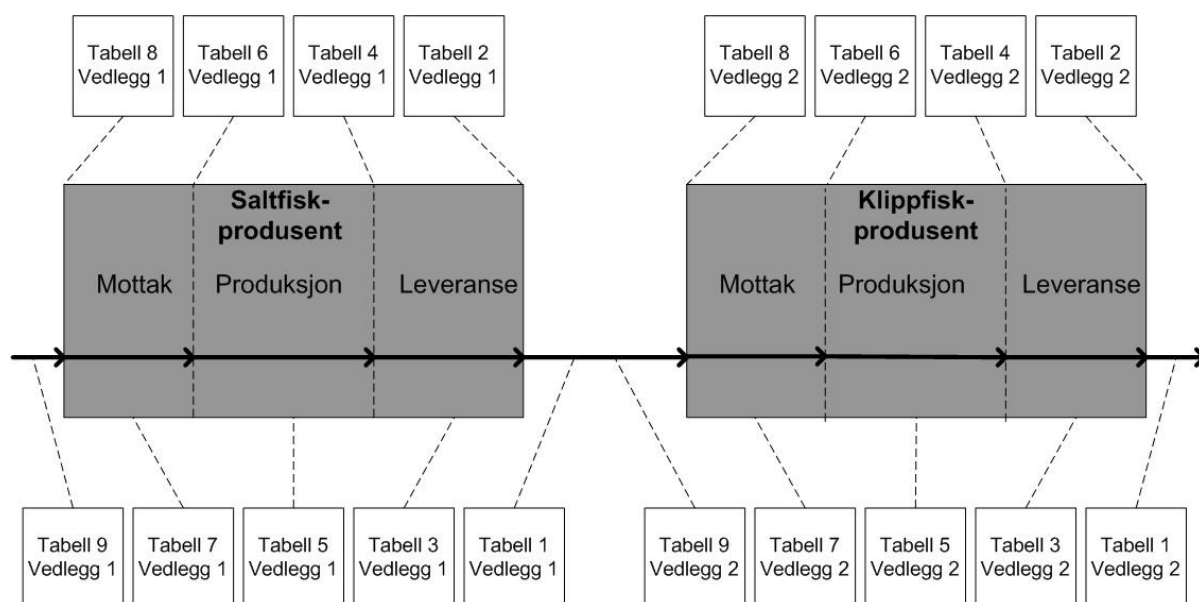 Tabell 8
Vedlegg 1
Tabell 6
Vedlegg 1
Tabell 4
Vedlegg 1
Tabell 2
Vedlegg 1
Tabell 8
Vedlegg 2
Tabell 6
Vedlegg 2
Tabell 4
Vedlegg 2
Tabell 2
Vedlegg 2
Saltfisk-
produsent
Mottak
Produksjon
Leveranse
Klippfisk-
produsent
Mottak
Produksjon
Leveranse
Tabell 9
Vedlegg 1
Tabell 7
Vedlegg 1
Tabell 5
Vedlegg 1
Tabell 3
Vedlegg 1
Tabell 1
Vedlegg 1
Tabell 9
Vedlegg 2
Tabell 7
Vedlegg 2
Tabell 5
Vedlegg 2
Tabell 3
Vedlegg 2
Tabell 1
Vedlegg 2